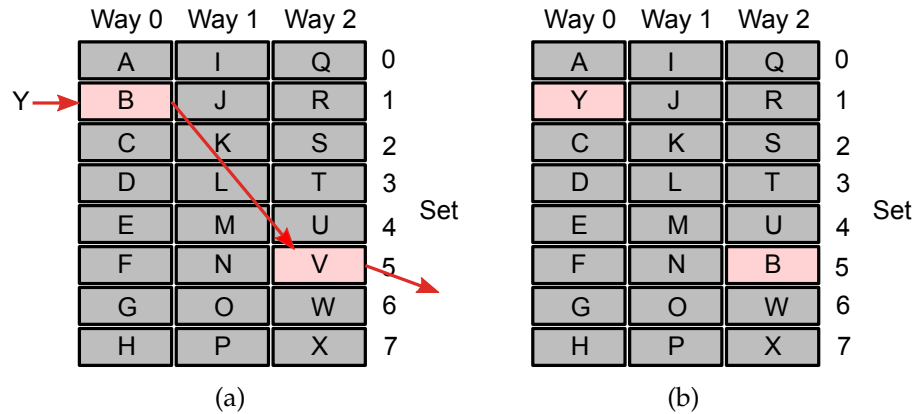 Way 0 Way 1 Way 2 Way 0 Way 1 Way 2
A I Q 0 A I Q 0
Y B J R 1 Y J R 1
C K S 2 C K S 2
D L T 3 D L T 3
Set Set
E M U 4 E M U 4
F N V 5 F N B 5
G O W 6 G O W 6
H P X 7 H P X 7
(a) (b)